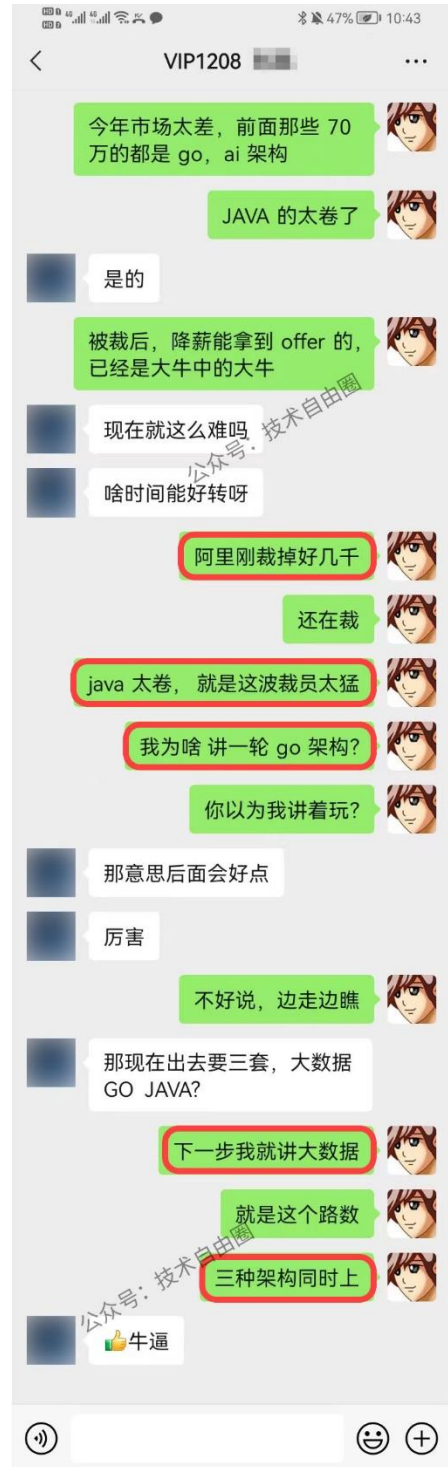 HD 1 4G 4G 47% 10:43
HD 2
VIP1208
今年市场太差，前面那些 70
万的都是 go，ai 架构
JAVA 的太卷了
是的
被裁后，降薪能拿到 offer 的，
已经是大牛中的大牛
现在就这么难吗
公众号：技术自由圈
啥时间能好转呀
阿里刚裁掉好几千
还在裁
java 太卷， 就是这波裁员太猛
我为啥 讲一轮 go 架构？
你以为我讲着玩？
那意思后面会好点
厉害
不好说，边走边瞧
那现在出去要三套，大数据
GO JAVA?
下一步我就讲大数据
就是这个路数
公众号：技术自由圈
三种架构同时上
👍牛逼